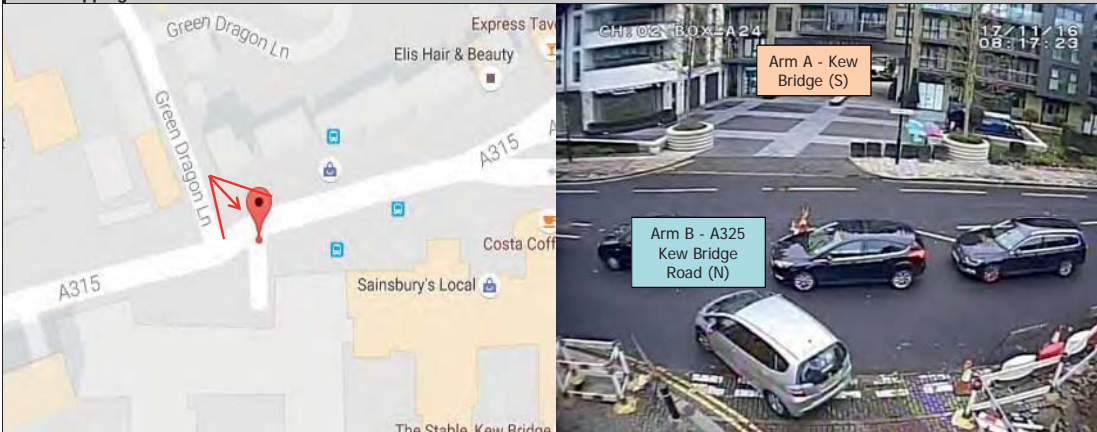 Green Dragon Ln
Express Tav
Elis Hair & Beauty
Green Dragon Ln
A315
A315
Costa Coff
Sainsbury's Local
The Stable, Kew Bridge
CH:02 BOX-A24
17/11/16
08:17:23
Arm A - Kew
Bridge (S)
Arm B - A325
Kew Bridge
Road (N)